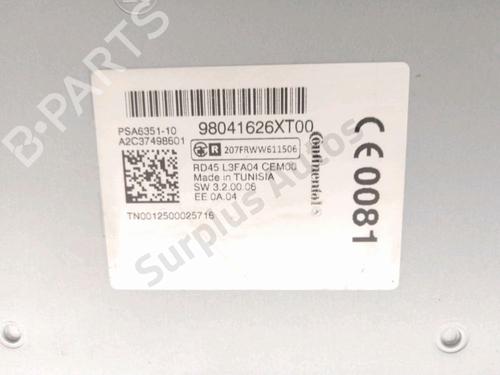 PSA6351-10
A2C37498601
98041626XT00
R 207FRWW611506
RD45 L3FA04 CEM00
Made in TUNISIA
SW 3.2.00.06
EE 0A.04
TN0012500025716
Continental
CE 0081
B-PARTS
Surplus Autos